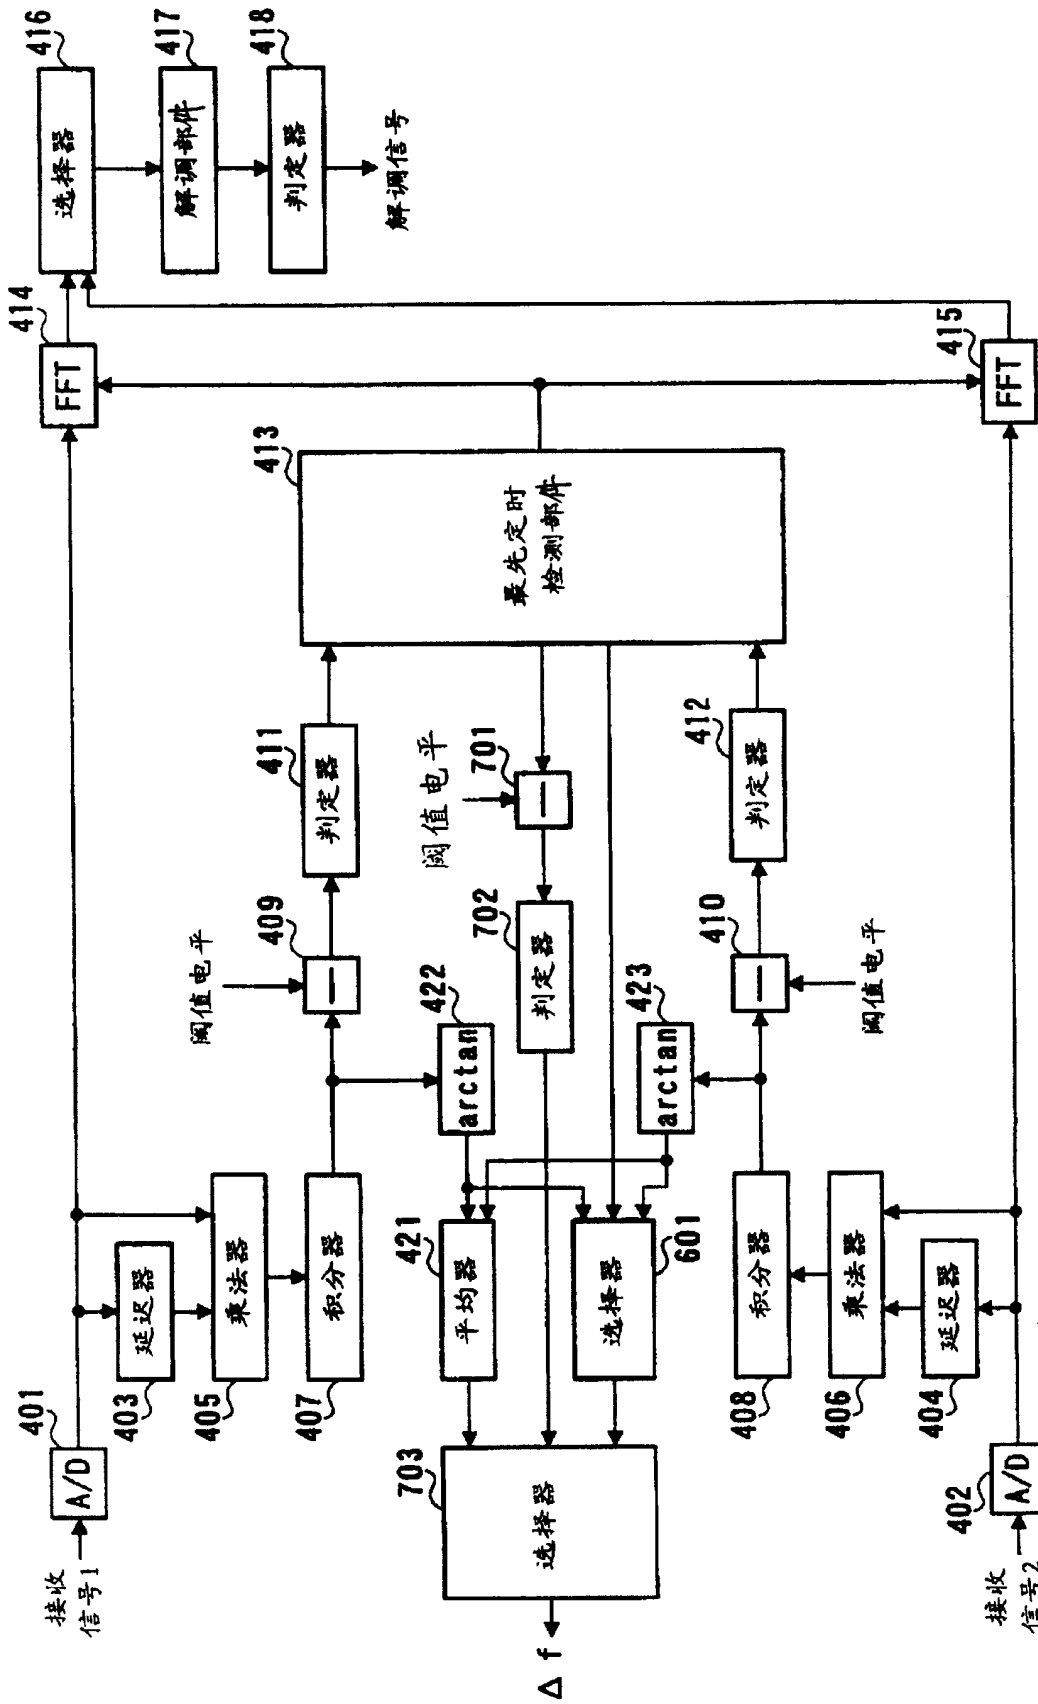 接收
信号1
A/D
401
延迟器
403
乘法器
405
积分器
407
阈值电平
409
判定器
411
FFT
414
选择器
416
解调部件
417
判定器
418
解调信号
Δf
选择器
703
平均器
421
选择器
601
arctan
422
arctan
423
判定器
702
阈值电平
701
最先定时
检测部件
413
接收
信号2
A/D
402
延迟器
404
乘法器
406
积分器
408
阈值电平
410
判定器
412
FFT
415